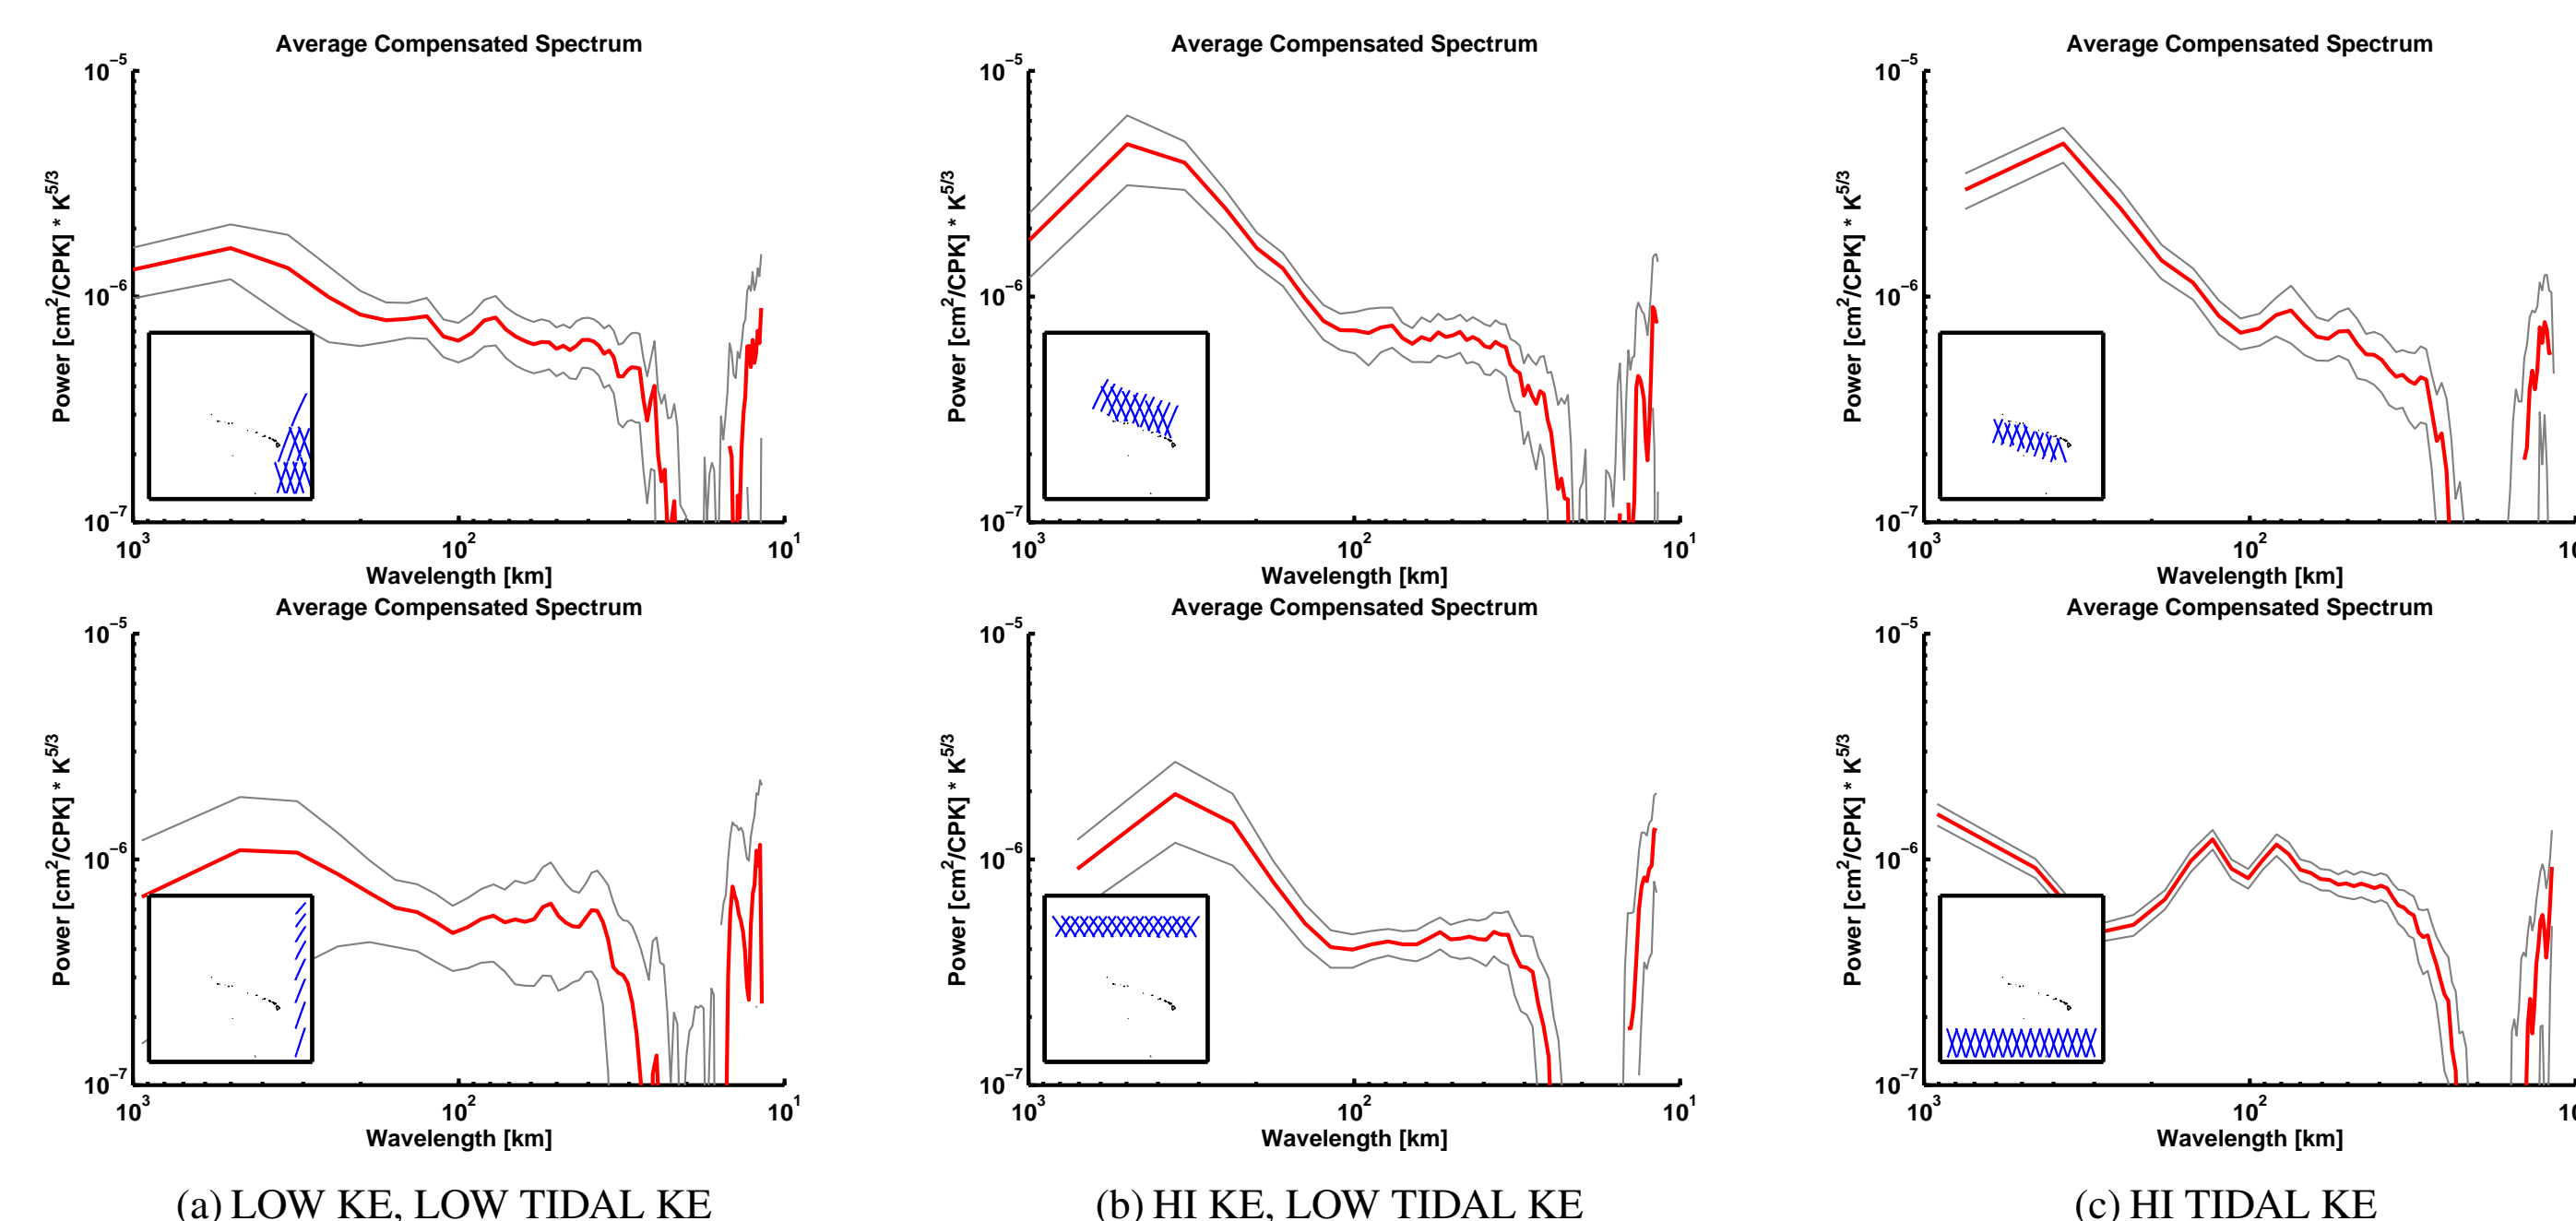 Average Compensated Spectrum
Average Compensated Spectrum
Average Compensated Spectrum
10^−5
10^−6
10^−7
Power [cm^2/CPK] * K^5/3
10^3 10^2 10^1
Wavelength [km]
10^−5
10^−6
10^−7
Power [cm^2/CPK] * K^5/3
10^3 10^2 10^1
Wavelength [km]
10^−5
10^−6
10^−7
Power [cm^2/CPK] * K^5/3
10^3 10^2
Wavelength [km]
Average Compensated Spectrum
Average Compensated Spectrum
Average Compensated Spectrum
10^−5
10^−6
10^−7
Power [cm^2/CPK] * K^5/3
10^3 10^2 10^1
Wavelength [km]
10^−5
10^−6
10^−7
Power [cm^2/CPK] * K^5/3
10^3 10^2 10^1
Wavelength [km]
10^−5
10^−6
10^−7
Power [cm^2/CPK] * K^5/3
10^3 10^2
Wavelength [km]
(a) LOW KE, LOW TIDAL KE
(b) HI KE, LOW TIDAL KE
(c) HI TIDAL KE